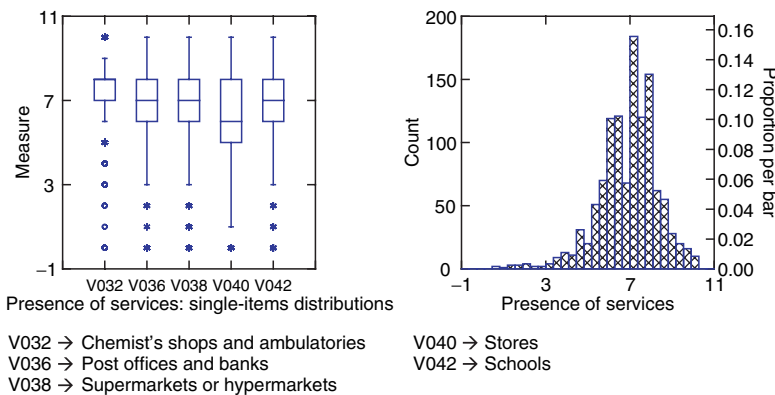 11
7
3
−1
Measure
V032 V036 V038 V040 V042
Presence of services: single-items distributions
200
150
100
50
0
Count
0.16
0.14
0.12
0.10
0.08
0.06
0.04
0.02
0.00
Proportion per bar
−1 3 7 11
Presence of services
V032 → Chemist's shops and ambulatories
V036 → Post offices and banks
V038 → Supermarkets or hypermarkets
V040 → Stores
V042 → Schools